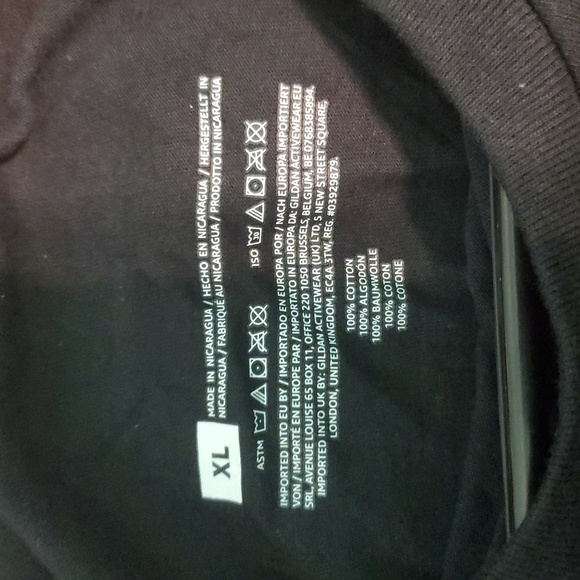 XL
MADE IN NICARAGUA / HECHO EN NICARAGUA / HERGESTELLT IN
NICARAGUA / FABRIQUÉ AU NICARAGUA / PRODOTTO IN NICARAGUA
ASTM
ISO
30
IMPORTED INTO EU BY / IMPORTADO EN EUROPA POR / NACH EUROPA IMPORTIERT
VON / IMPORTÉ EN EUROPE PAR / IMPORTATO IN EUROPA DA: GILDAN ACTIVEWEAR EU
SRL, AVENUE LOUISE 65 BOX 11, OFFICE 220 1050 BRUSSELS, BELGIUM, BE 0768385894.
IMPORTED INTO UK BY: GILDAN ACTIVEWEAR (UK) LTD, 5 NEW STREET SQUARE,
LONDON, UNITED KINGDOM, EC4A 3TW, REG. #03929879.
100% COTTON
100% ALGODÓN
100% BAUMWOLLE
100% COTON
100% COTONE